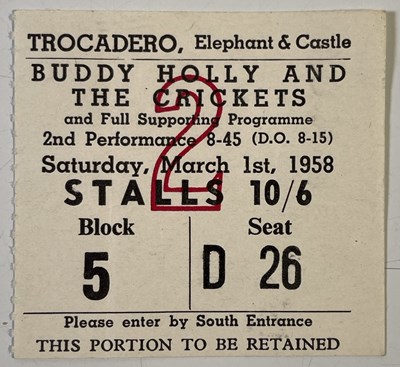 TROCADERO, Elephant & Castle
BUDDY HOLLY AND
THE CRICKETS
and Full Supporting Programme
2nd Performance 8-45 (D.O. 8-15)
Saturday, March 1st, 1958
2
STALLS 10/6
Block Seat
5 D 26
Please enter by South Entrance
THIS PORTION TO BE RETAINED